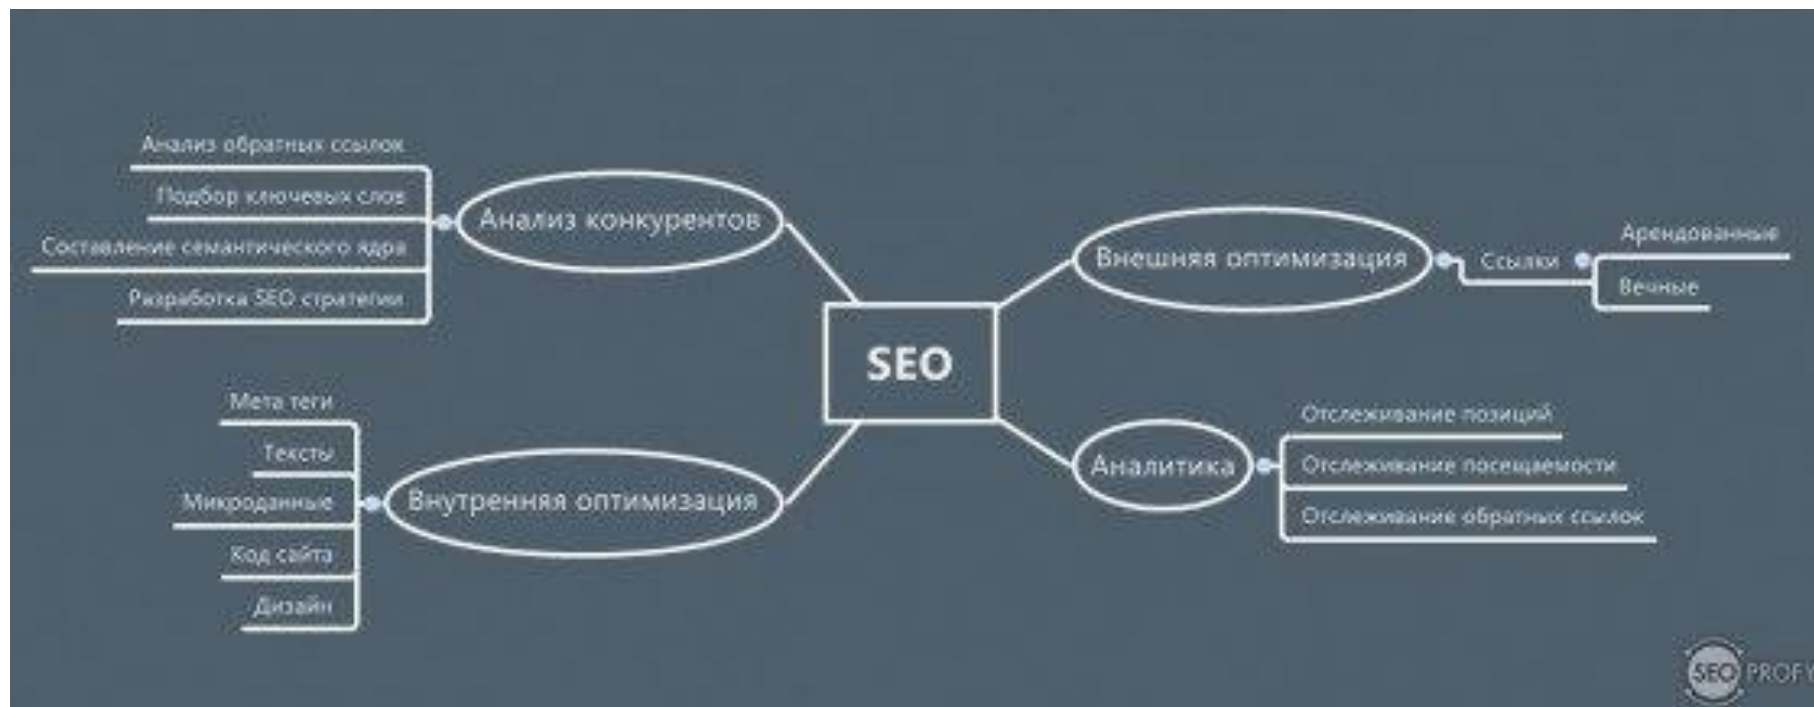 Анализ обратных ссылок
Подбор ключевых слов
Составление семантического ядра
Разработка SEO стратегии
Анализ конкурентов
Внешняя оптимизация
Ссылки
Арендованные
Вечные
SEO
Мета теги
Тексты
Микроданные
Код сайта
Дизайн
Внутренняя оптимизация
Аналитика
Отслеживание позиций
Отслеживание посещаемости
Отслеживание обратных ссылок
SEO PROFY